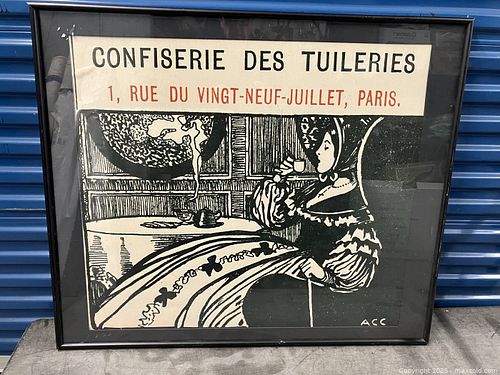 CONFISERIE DES TUILERIES
1, RUE DU VINGT-NEUF-JUILLET, PARIS.
ACC
Copyright 2025 - maxsold.com